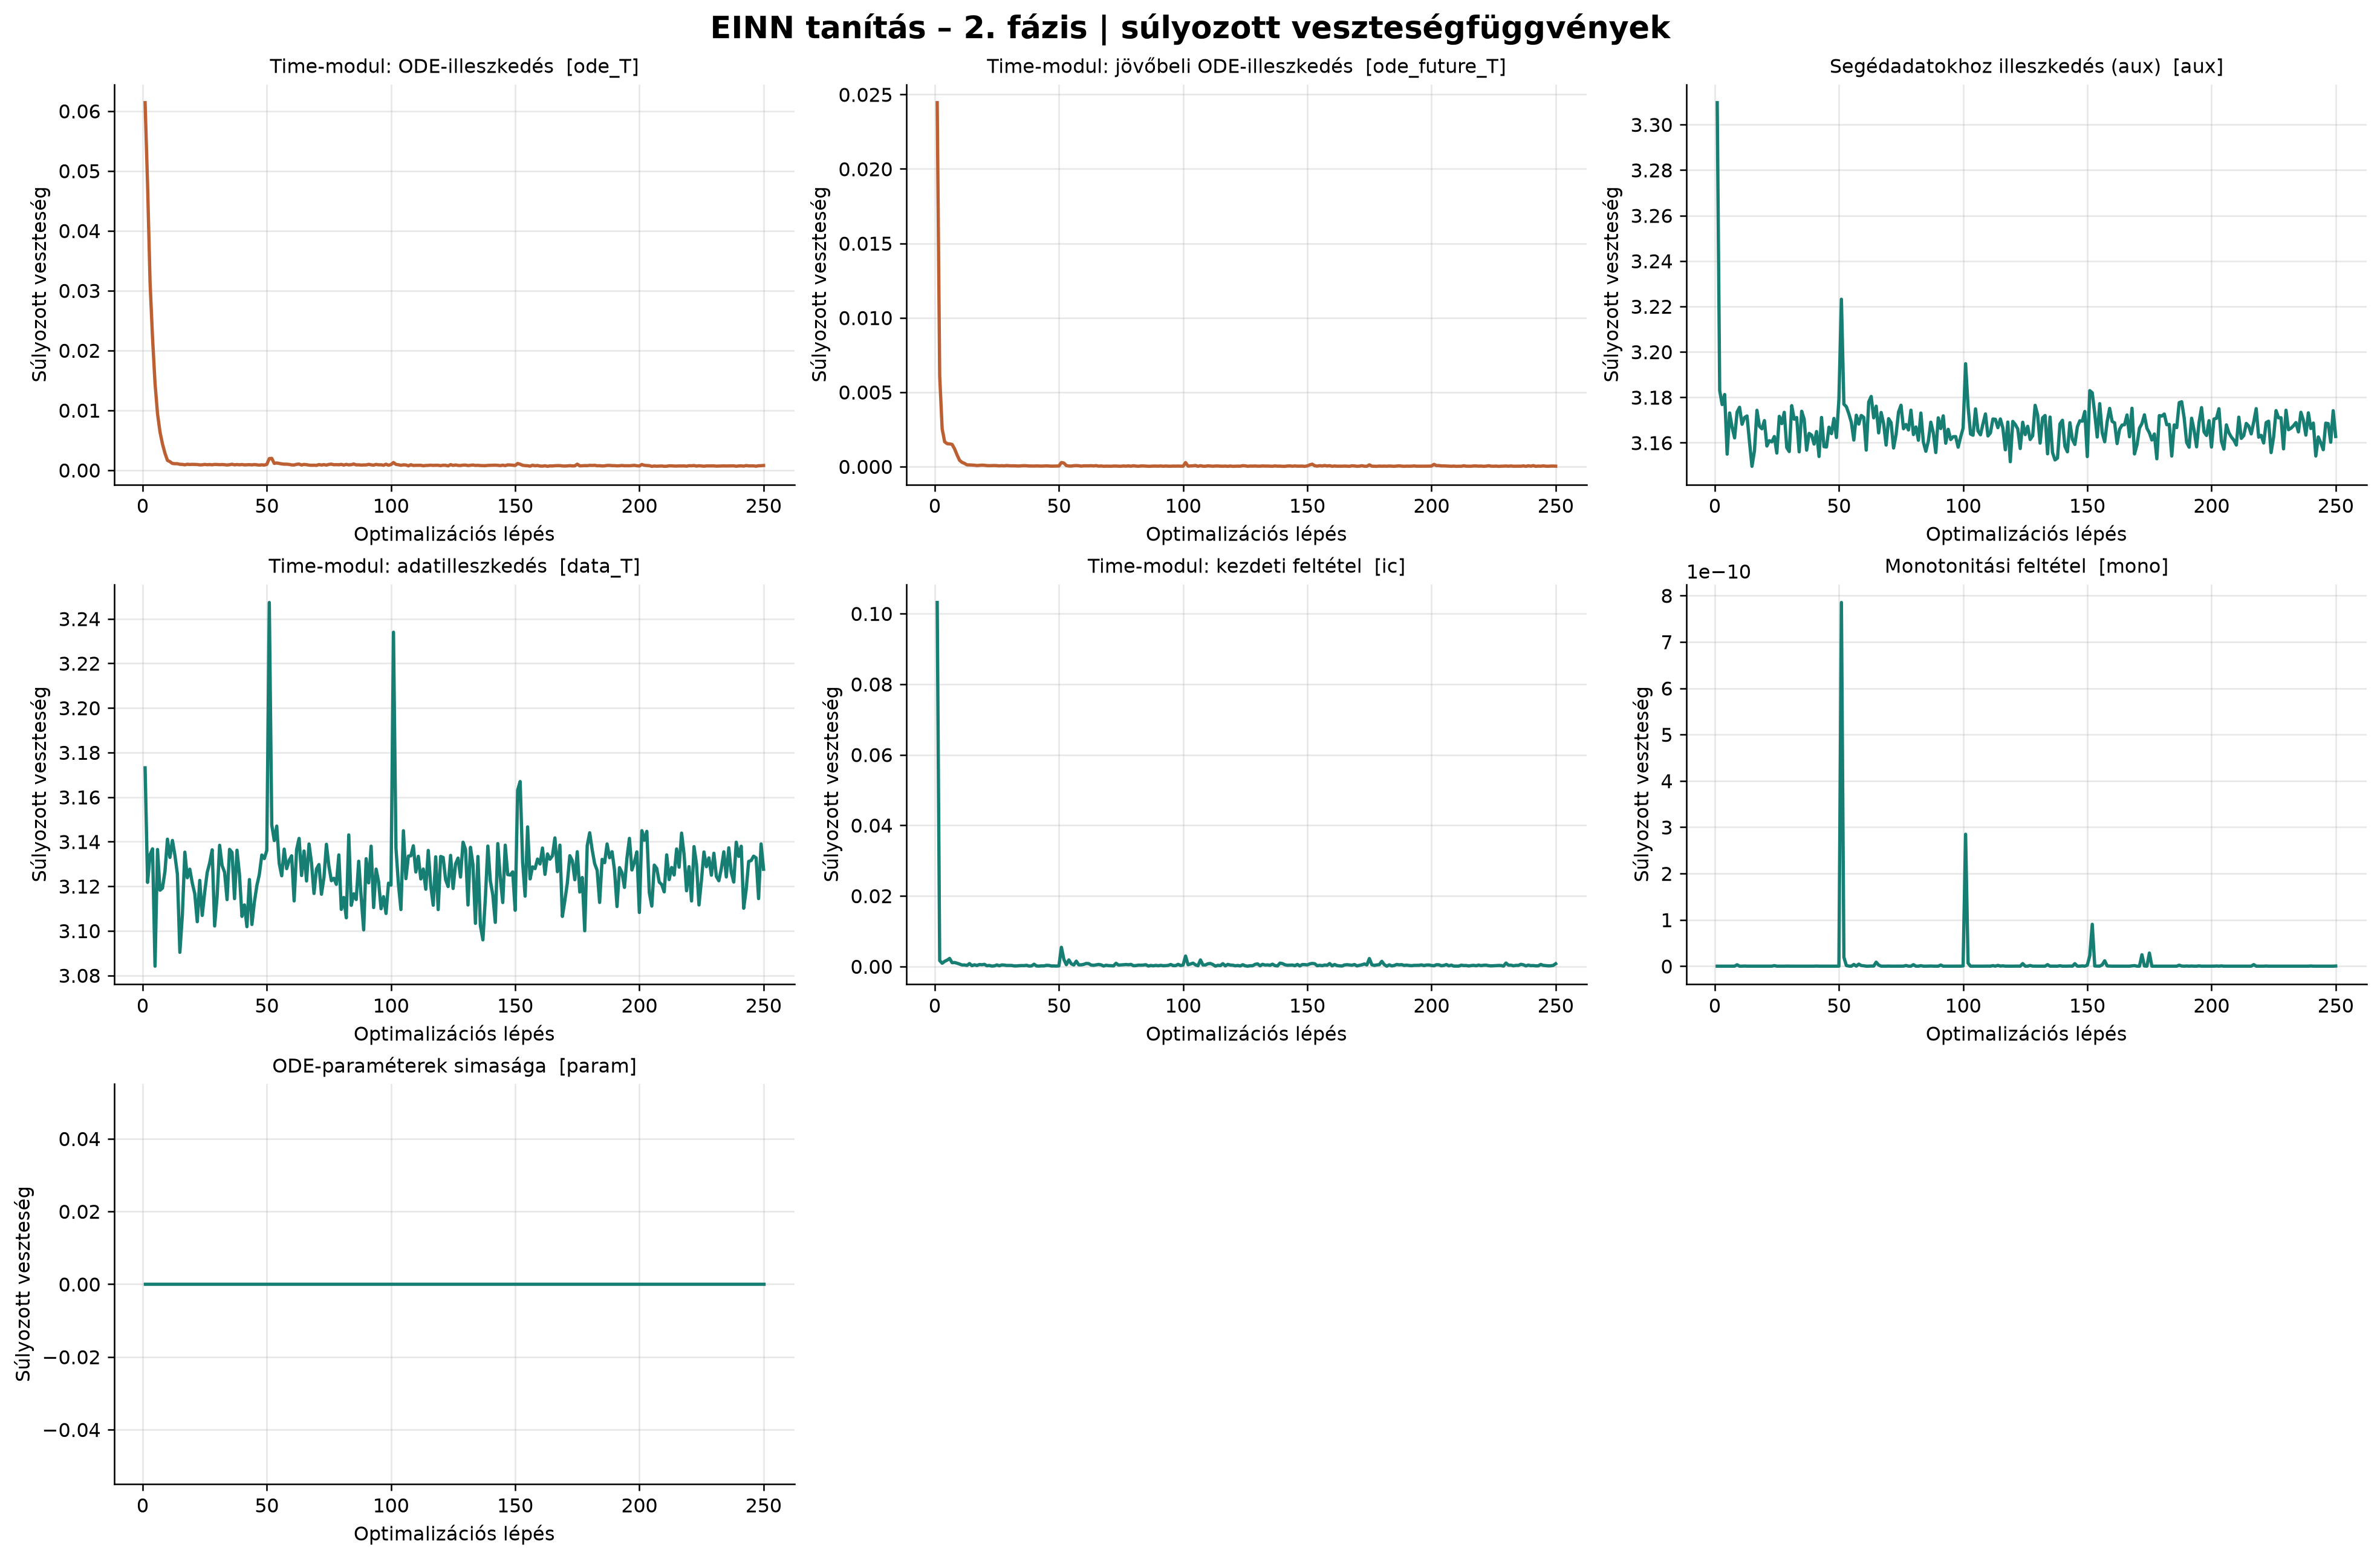 EINN tanítás – 2. fázis | súlyozott veszteségfüggvények
Time-modul: ODE-illeszkedés [ode_T]
Súlyozott veszteség
0.06
0.05
0.04
0.03
0.02
0.01
0.00
0 50 100 150 200 250
Optimalizációs lépés
Time-modul: jövőbeli ODE-illeszkedés [ode_future_T]
Súlyozott veszteség
0.025
0.020
0.015
0.010
0.005
0.000
0 50 100 150 200 250
Optimalizációs lépés
Segédadatokhoz illeszkedés (aux) [aux]
Súlyozott veszteség
3.30
3.28
3.26
3.24
3.22
3.20
3.18
3.16
0 50 100 150 200 250
Optimalizációs lépés
Time-modul: adatilleszkedés [data_T]
Súlyozott veszteség
3.24
3.22
3.20
3.18
3.16
3.14
3.12
3.10
3.08
0 50 100 150 200 250
Optimalizációs lépés
Time-modul: kezdeti feltétel [ic]
Súlyozott veszteség
0.10
0.08
0.06
0.04
0.02
0.00
0 50 100 150 200 250
Optimalizációs lépés
Monotonitási feltétel [mono]
1e−10
Súlyozott veszteség
8
7
6
5
4
3
2
1
0
0 50 100 150 200 250
Optimalizációs lépés
ODE-paraméterek simasága [param]
Súlyozott veszteség
0.04
0.02
0.00
−0.02
−0.04
0 50 100 150 200 250
Optimalizációs lépés